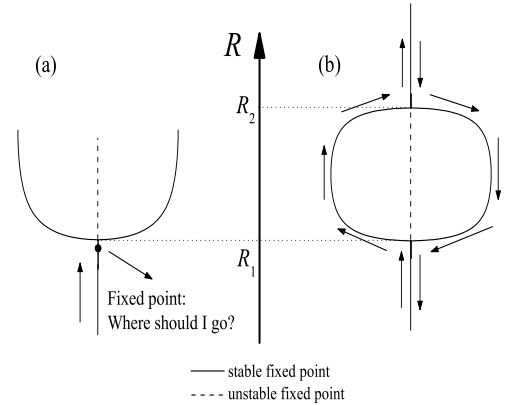 (a)
R
(b)
R2
R1
Fixed point:
Where should I go?
stable fixed point
unstable fixed point